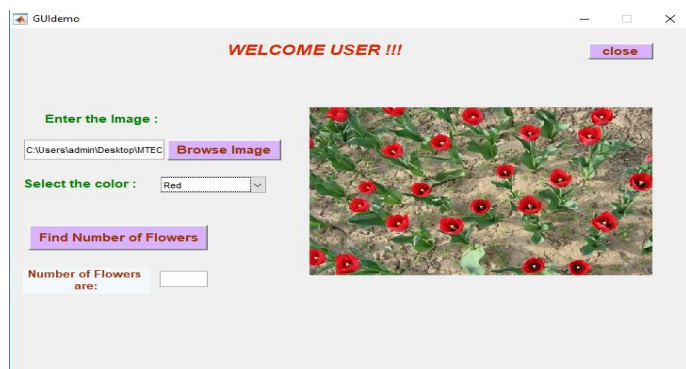 GUIdemo
WELCOME USER !!!
close
Enter the Image :
C:\Users\admin\Desktop\MTEC
Browse Image
Select the color :
Red
Find Number of Flowers
Number of Flowers
are: